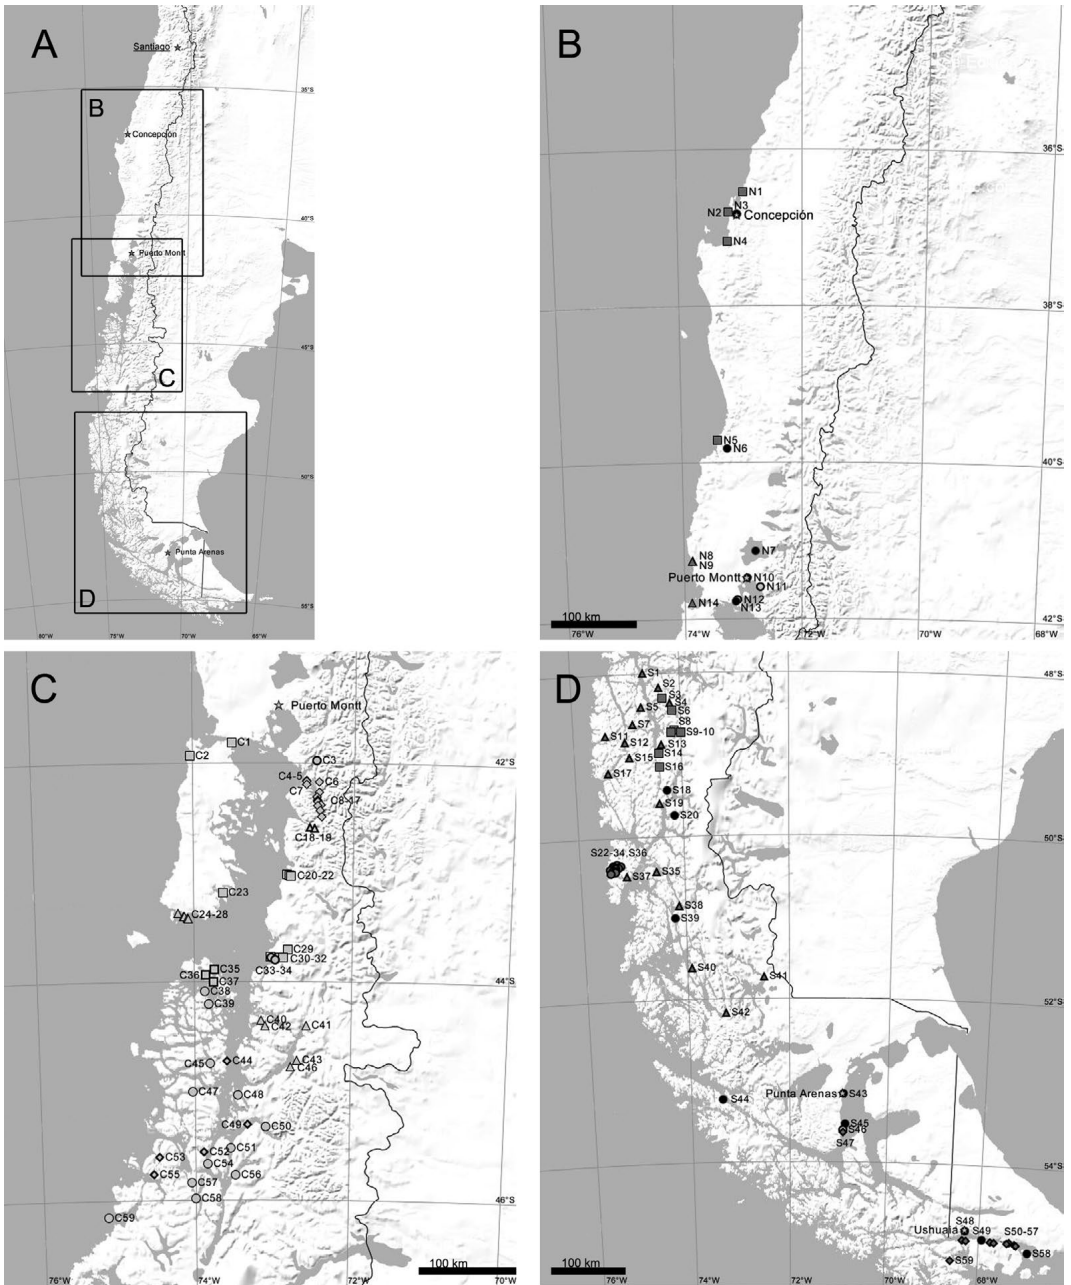 A
Santiago
35°S
B
Concepción
40°S
Puerto Montt
45°S
C
50°S
Punta Arenas
D
55°S
80°W 75°W 70°W 65°W
B
36°S
N1
N3
N2
Concepción
N4
38°S
N5
N6
40°S
N7
N8
N9
Puerto Montt N10
N11
N12
N14 N13
100 km
42°S
76°W 74°W 72°W 70°W 68°W
C
Puerto Montt
C1
C2
C3
42°S
C4-5 C6
C7
C8-17
C18-18
C20-22
C23
C24-28
C29
C30-32
C33-34
C35
C36
C37
44°S
C38
C39
C40
C42 C41
C43
C45 C44
C46
C47 C48
C49 C50
C51
C52
C53 C54
C55 C56
C57
C58
46°S
C59
100 km
76°W 74°W 72°W 70°W
D
48°S
S1
S2
S3
S4
S5 S6
S7 S8
S11 S9-10
S12 S13
S15 S14
S17 S16
S18
S19
S20
50°S
S22-34,S36
S35
S37
S38
S39
S40
S41
52°S
S42
Punta Arenas S43
S44
S45
S46
S47
54°S
S48
Ushuaia S49 S50-57
S58
S59
100 km
76°W 74°W 72°W 70°W 68°W